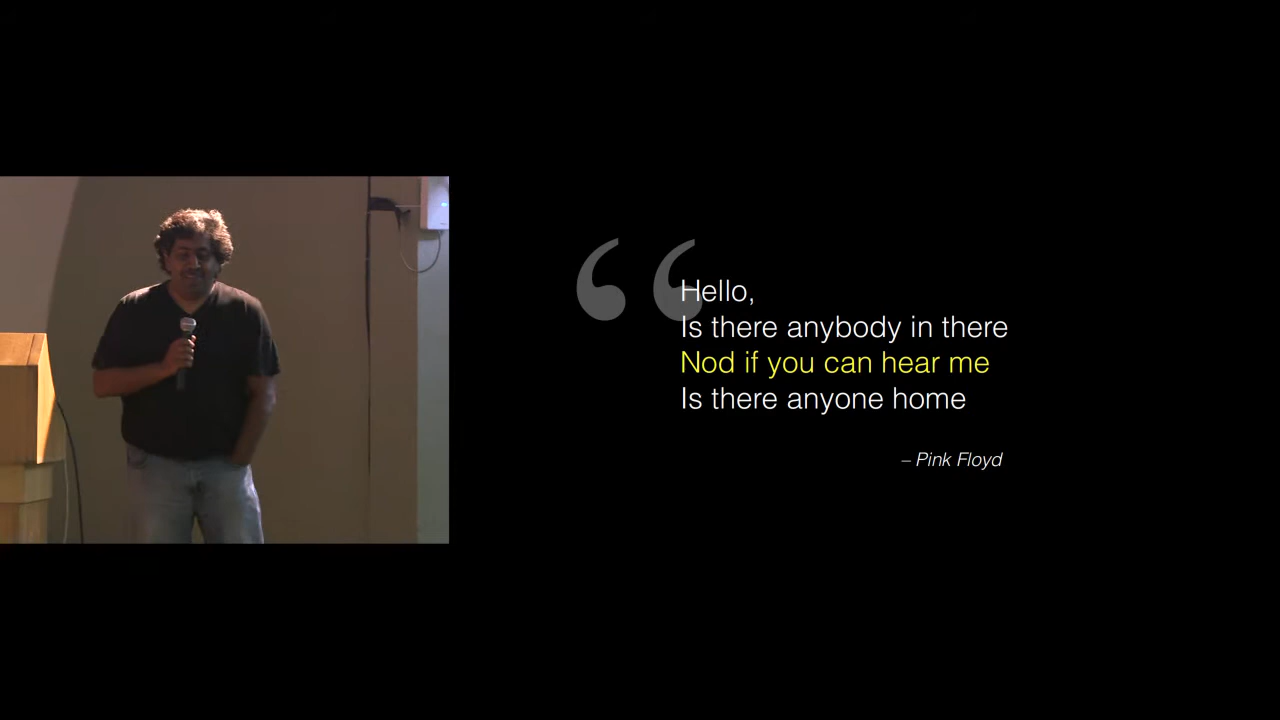 Hello,
Is there anybody in there
Nod if you can hear me
Is there anyone home
– Pink Floyd